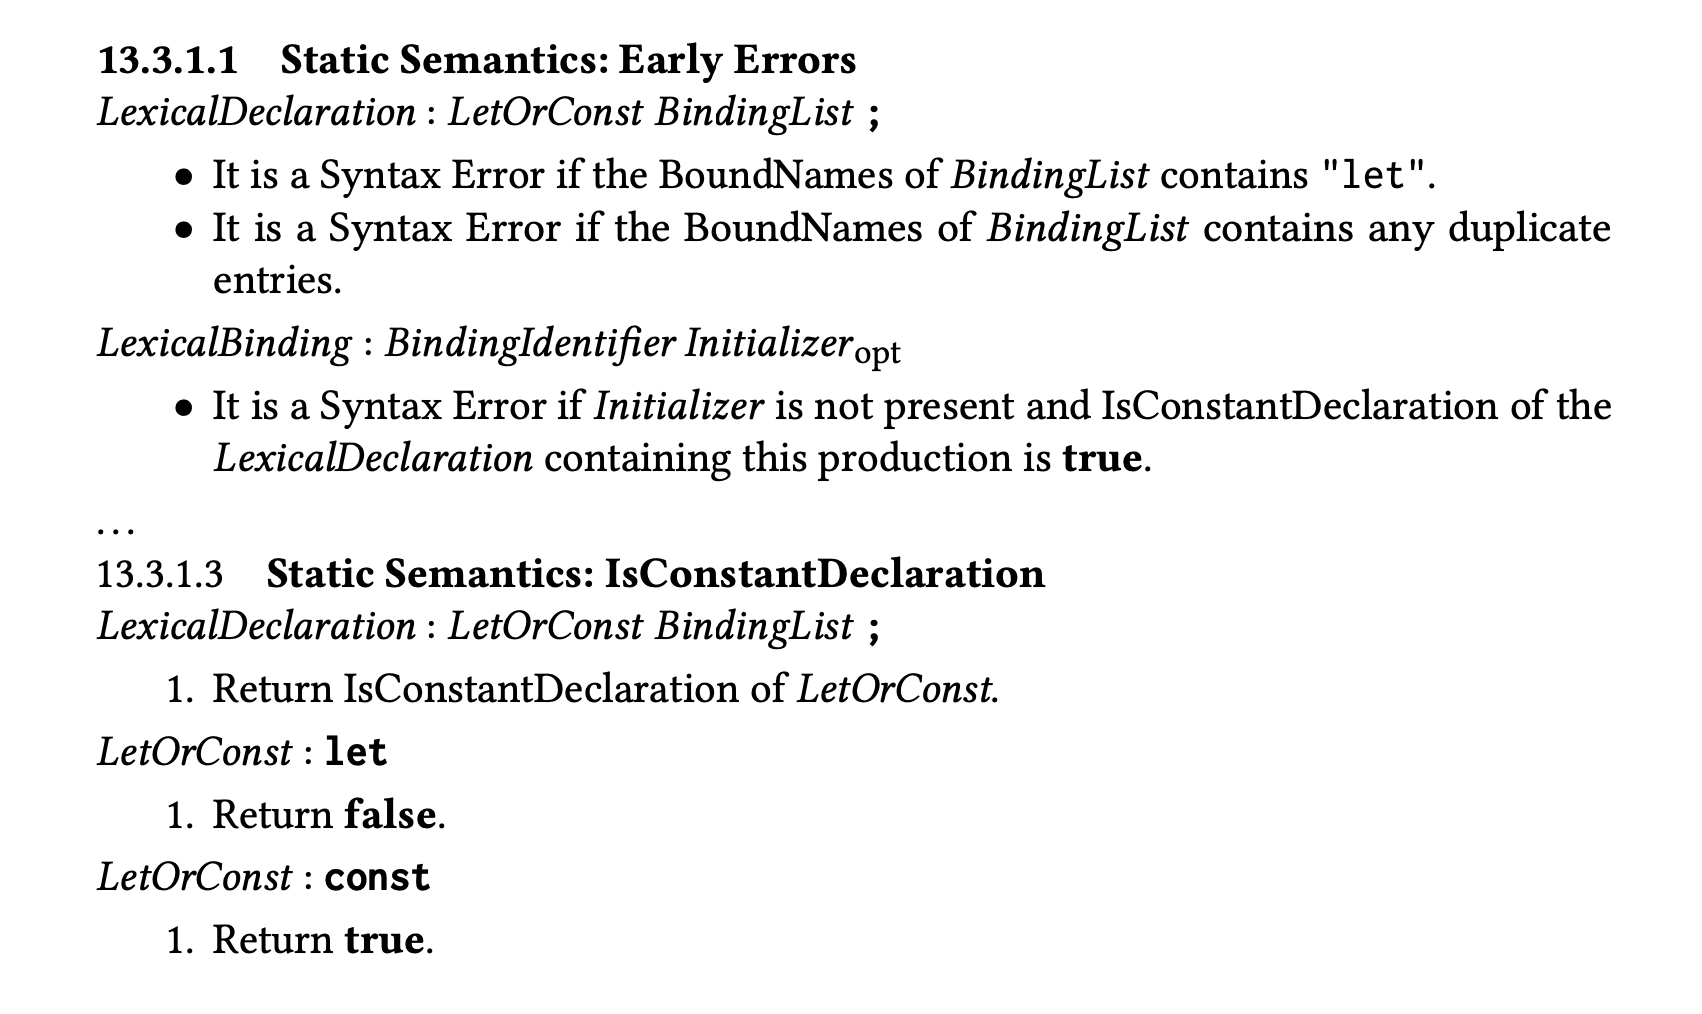 13.3.1.1 Static Semantics: Early Errors
LexicalDeclaration : LetOrConst BindingList ;
• It is a Syntax Error if the BoundNames of BindingList contains "let".
• It is a Syntax Error if the BoundNames of BindingList contains any duplicate
entries.
LexicalBinding : BindingIdentifier Initializeropt
• It is a Syntax Error if Initializer is not present and IsConstantDeclaration of the
LexicalDeclaration containing this production is true.
...
13.3.1.3 Static Semantics: IsConstantDeclaration
LexicalDeclaration : LetOrConst BindingList ;
1. Return IsConstantDeclaration of LetOrConst.
LetOrConst : let
1. Return false.
LetOrConst : const
1. Return true.